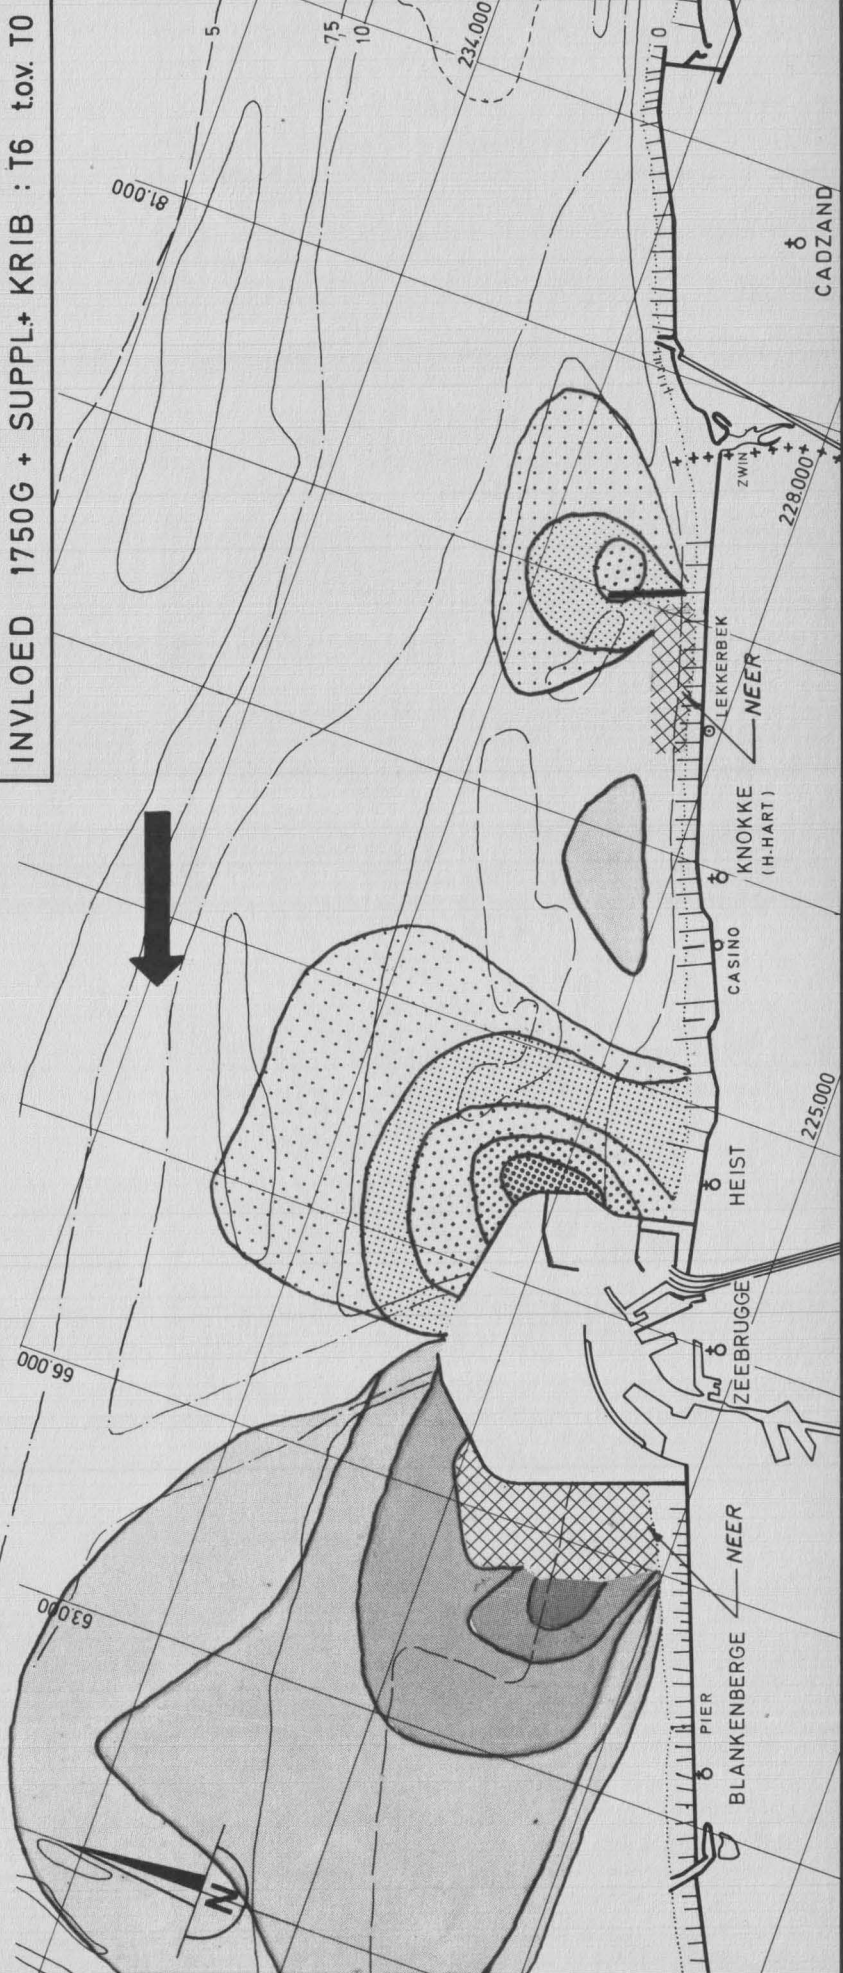 INVLOED 1750G + SUPPL.+ KRIB : T6 t.o.v. T0
5
7,5
10
234.000
0
81.000
CADZAND
ZWIN
228.000
LEKKERBEK
NEER
KNOKKE
(H.HART)
CASINO
225.000
HEIST
ZEEBRUGGE
66.000
63.000
NEER
PIER
BLANKENBERGE
N